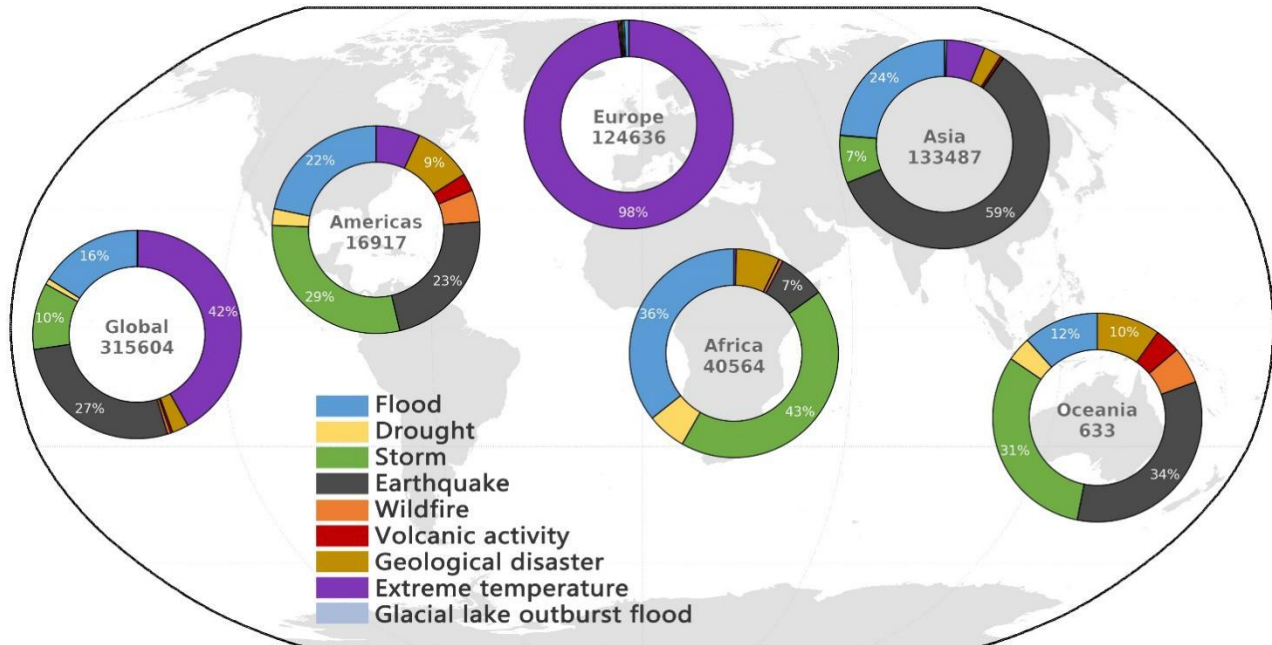 Europe
124636
98%
24%
7%
59%
Asia
133487
22%
9%
29%
23%
Americas
16917
16%
42%
10%
27%
Global
315604
36%
7%
43%
Africa
40564
12%
10%
31%
34%
Oceania
633
Flood
Drought
Storm
Earthquake
Wildfire
Volcanic activity
Geological disaster
Extreme temperature
Glacial lake outburst flood